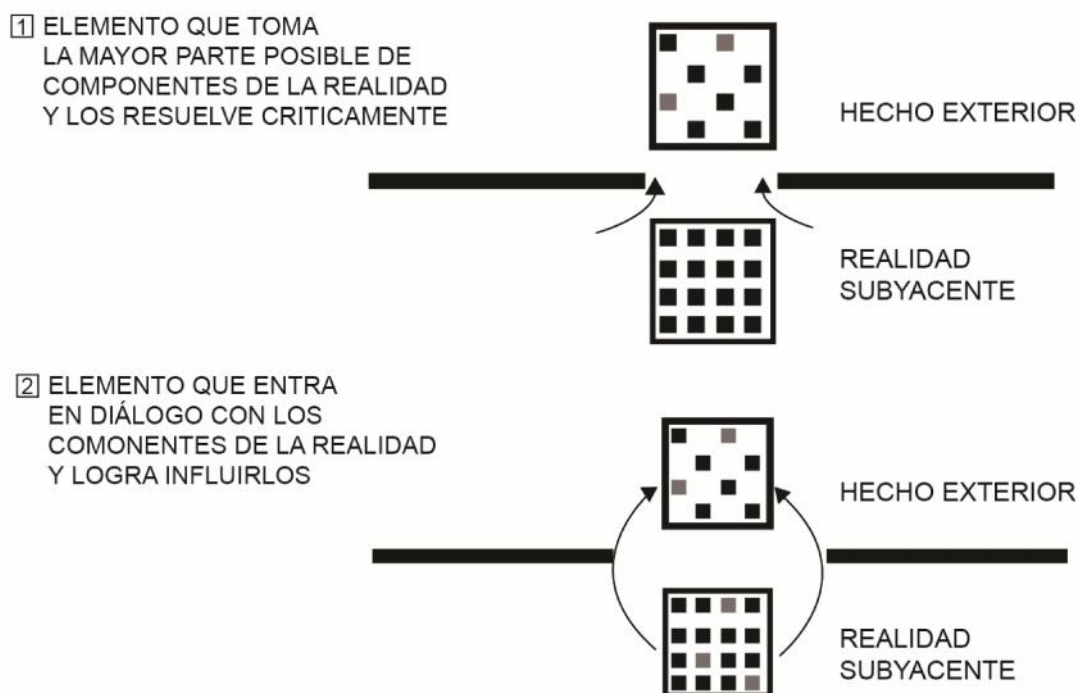 1 ELEMENTO QUE TOMA
LA MAYOR PARTE POSIBLE DE
COMPONENTES DE LA REALIDAD
Y LOS RESUELVE CRITICAMENTE
HECHO EXTERIOR
REALIDAD
SUBYACENTE
2 ELEMENTO QUE ENTRA
EN DIÁLOGO CON LOS
COMONENTES DE LA REALIDAD
Y LOGRA INFLUIRLOS
HECHO EXTERIOR
REALIDAD
SUBYACENTE